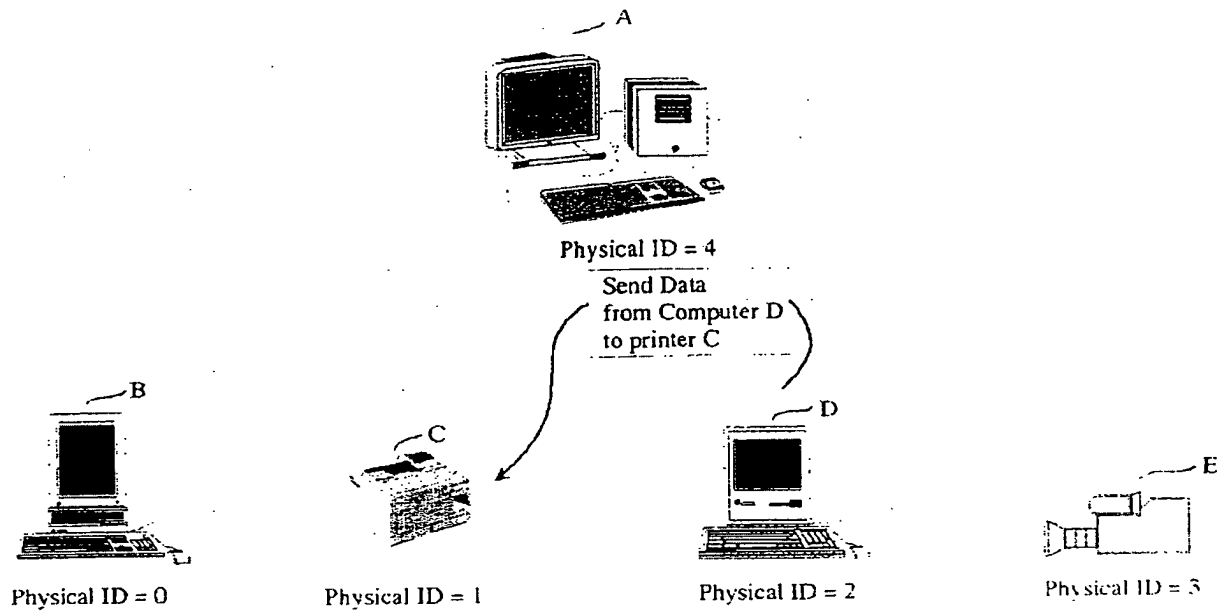 A
Physical ID = 4
Send Data
from Computer D
to printer C
B
C
D
E
Physical ID = 0
Physical ID = 1
Physical ID = 2
Physical ID = 3